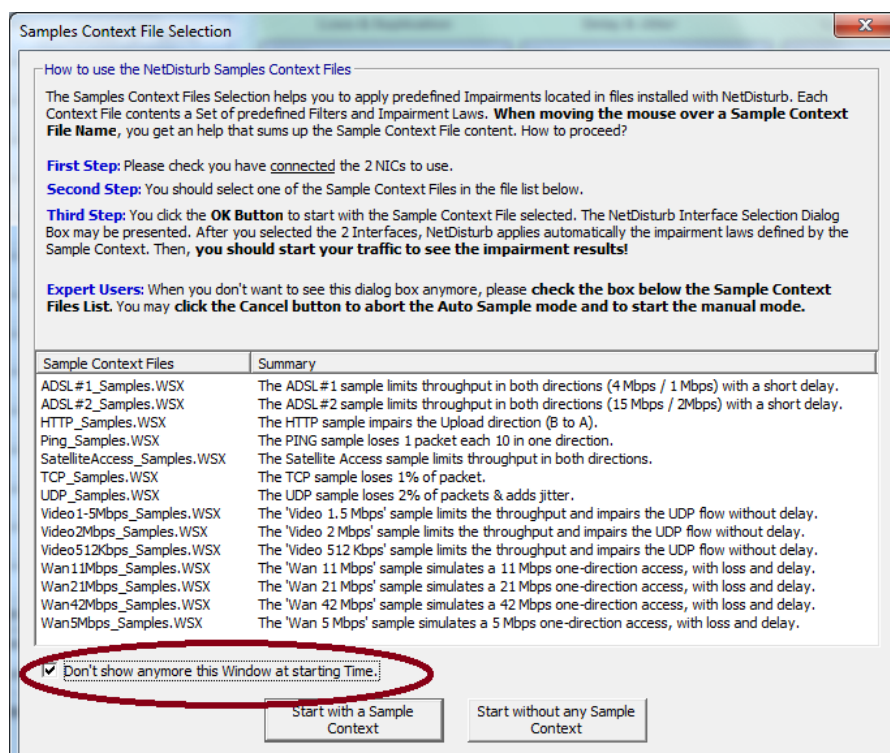 Samples Context File Selection
How to use the NetDisturb Samples Context Files
The Samples Context Files Selection helps you to apply predefined Impairments located in files installed with NetDisturb. Each
Context File contents a Set of predefined Filters and Impairment Laws. When moving the mouse over a Sample Context
File Name, you get an help that sums up the Sample Context File content. How to proceed?
First Step: Please check you have connected the 2 NICs to use.
Second Step: You should select one of the Sample Context Files in the file list below.
Third Step: You click the OK Button to start with the Sample Context File selected. The NetDisturb Interface Selection Dialog
Box may be presented. After you selected the 2 Interfaces, NetDisturb applies automatically the impairment laws defined by the
Sample Context. Then, you should start your traffic to see the impairment results!
Expert Users: When you don't want to see this dialog box anymore, please check the box below the Sample Context
Files List. You may click the Cancel button to abort the Auto Sample mode and to start the manual mode.
Sample Context Files Summary
ADSL#1_Samples.WSX The ADSL#1 sample limits throughput in both directions (4 Mbps / 1 Mbps) with a short delay.
ADSL#2_Samples.WSX The ADSL#2 sample limits throughput in both directions (15 Mbps / 2Mbps) with a short delay.
HTTP_Samples.WSX The HTTP sample impairs the Upload direction (B to A).
Ping_Samples.WSX The PING sample loses 1 packet each 10 in one direction.
SatelliteAccess_Samples.WSX The Satellite Access sample limits throughput in both directions.
TCP_Samples.WSX The TCP sample loses 1% of packet.
UDP_Samples.WSX The UDP sample loses 2% of packets & adds jitter.
Video1-5Mbps_Samples.WSX The 'Video 1.5 Mbps' sample limits the throughput and impairs the UDP flow without delay.
Video2Mbps_Samples.WSX The 'Video 2 Mbps' sample limits the throughput and impairs the UDP flow without delay.
Video512Kbps_Samples.WSX The 'Video 512 Kbps' sample limits the throughput and impairs the UDP flow without delay.
Wan11Mbps_Samples.WSX The 'Wan 11 Mbps' sample simulates a 11 Mbps one-direction access, with loss and delay.
Wan21Mbps_Samples.WSX The 'Wan 21 Mbps' sample simulates a 21 Mbps one-direction access, with loss and delay.
Wan42Mbps_Samples.WSX The 'Wan 42 Mbps' sample simulates a 42 Mbps one-direction access, with loss and delay.
Wan5Mbps_Samples.WSX The 'Wan 5 Mbps' sample simulates a 5 Mbps one-direction access, with loss and delay.
Don't show anymore this Window at starting Time.
Start with a Sample
Context
Start without any Sample
Context